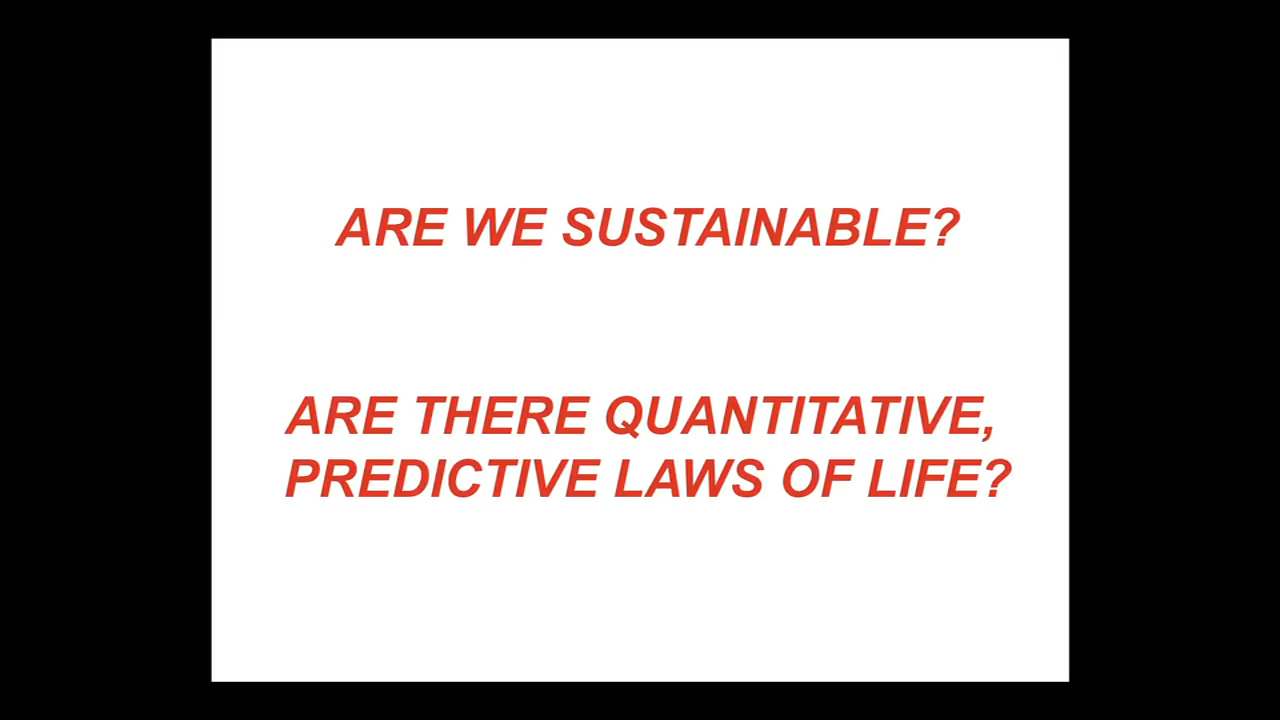 ARE WE SUSTAINABLE?
ARE THERE QUANTITATIVE,
PREDICTIVE LAWS OF LIFE?